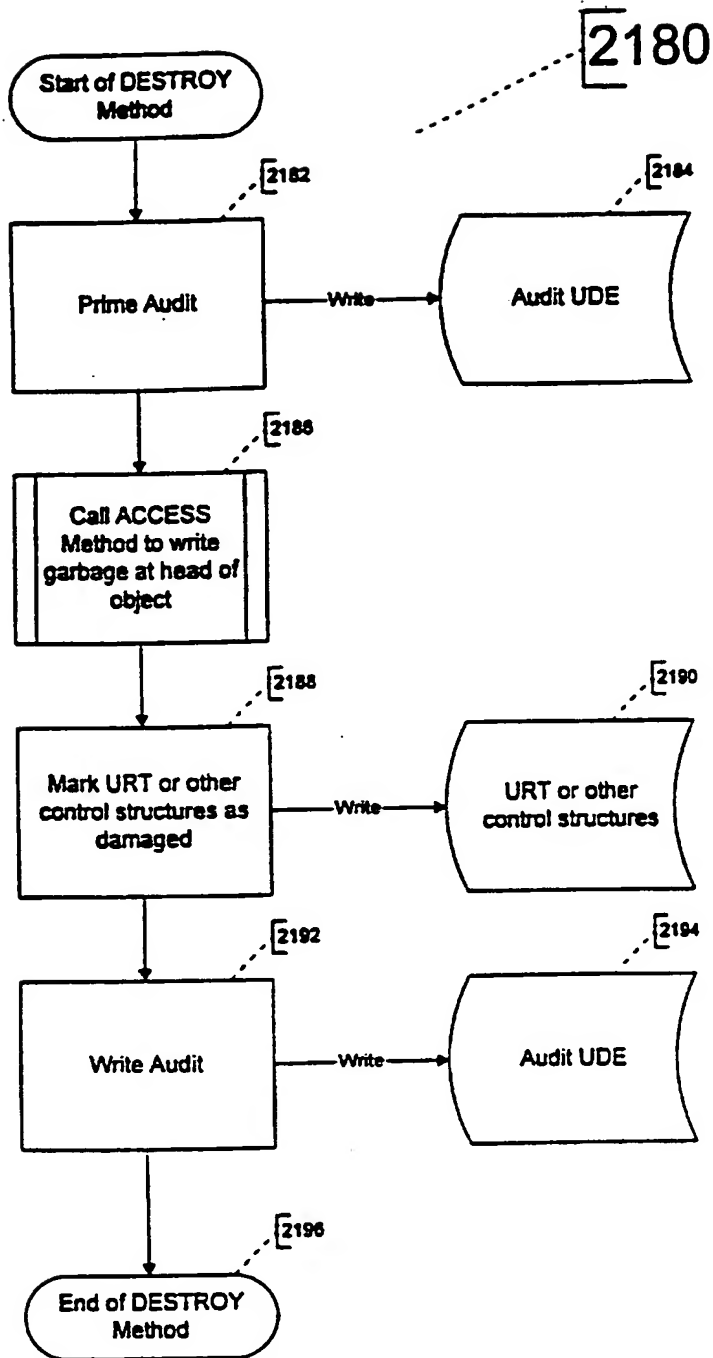 2180
Start of DESTROY
Method
2182
2184
Prime Audit
Write
Audit UDE
2186
Call ACCESS
Method to write
garbage at head of
object
2188
2190
Mark URT or other
control structures as
damaged
Write
URT or other
control structures
2192
2194
Write Audit
Write
Audit UDE
2196
End of DESTROY
Method